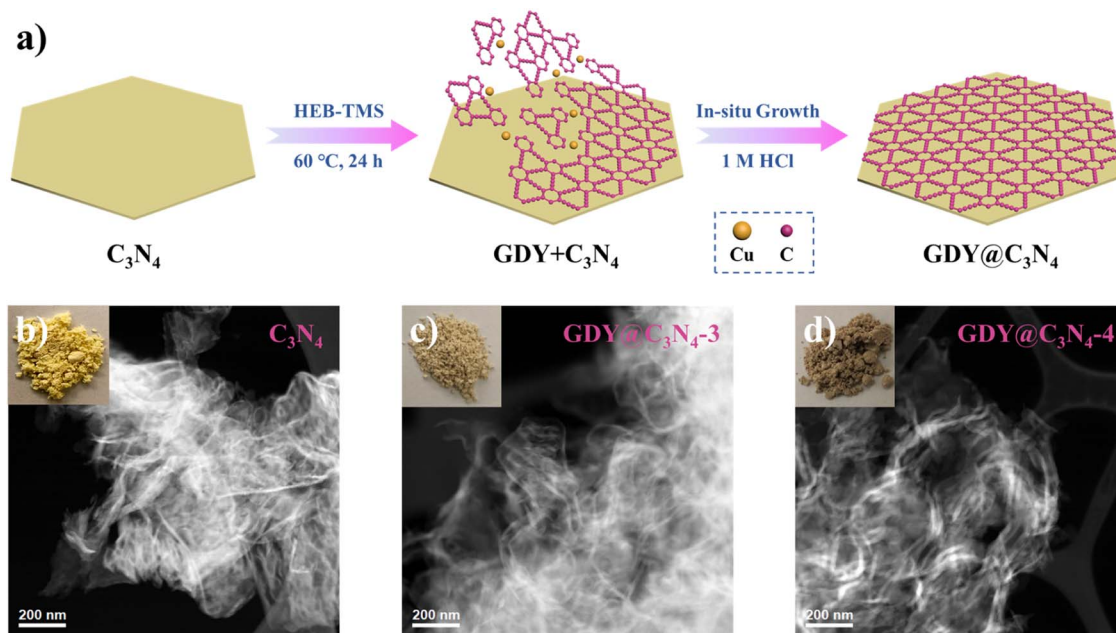 a)
HEB-TMS
60 °C, 24 h
In-situ Growth
1 M HCl
Cu
C
C₃N₄
GDY+C₃N₄
GDY@C₃N₄
b)
C₃N₄
200 nm
c)
GDY@C₃N₄-3
200 nm
d)
GDY@C₃N₄-4
200 nm